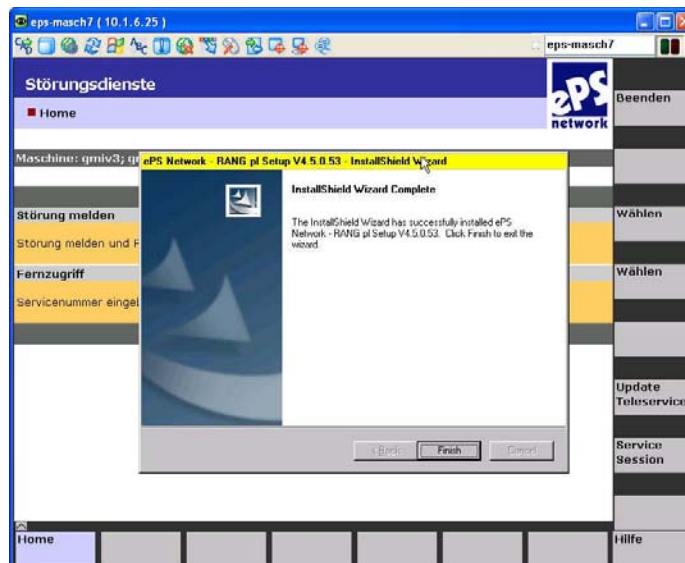 eps-masch7 ( 10.1.6.25 )
eps-masch7
Störungsdienste
Home
ePS
network
Beenden
Maschine: qmiv3; qm
ePS Network - RANG pl Setup V4.5.0.53 - InstallShield Wizard
InstallShield Wizard Complete
The InstallShield Wizard has successfully installed ePS
Network - RANG pl Setup V4.5.0.53. Click Finish to exit the
wizard.
Störung melden
Wählen
Störung melden und F
Fernzugriff
Wählen
Servicenummer eingeb
Update
Teleservice
< Back
Finish
Cancel
Service
Session
Home
Hilfe